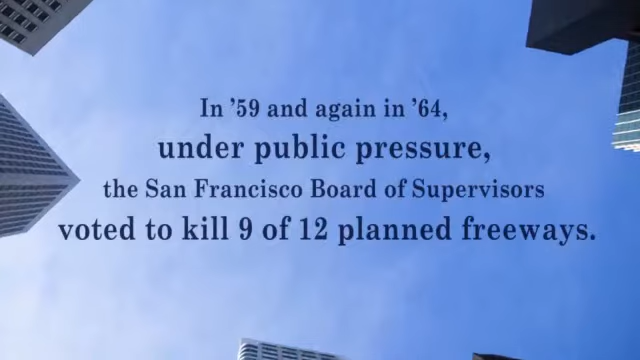 In ’59 and again in ’64,
under public pressure,
the San Francisco Board of Supervisors
voted to kill 9 of 12 planned freeways.